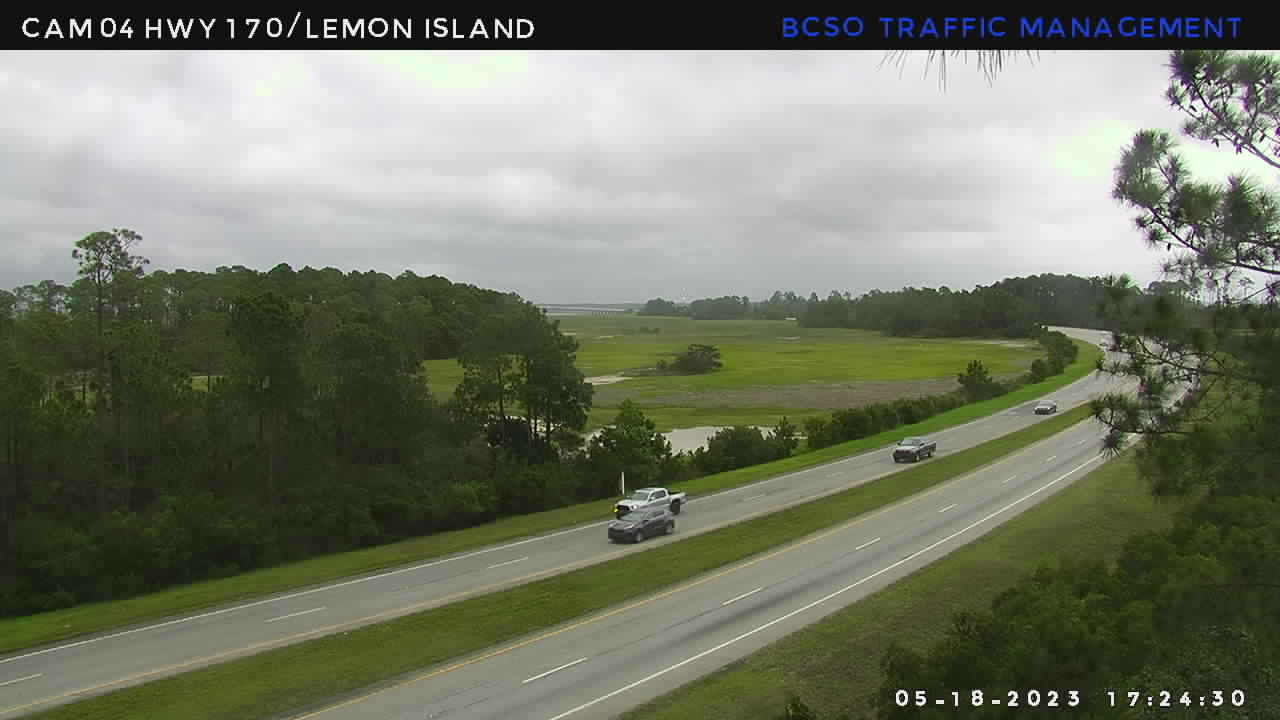 CAM 04 HWY 170/LEMON ISLAND
BCSO TRAFFIC MANAGEMENT
05-18-2023 17:24:30